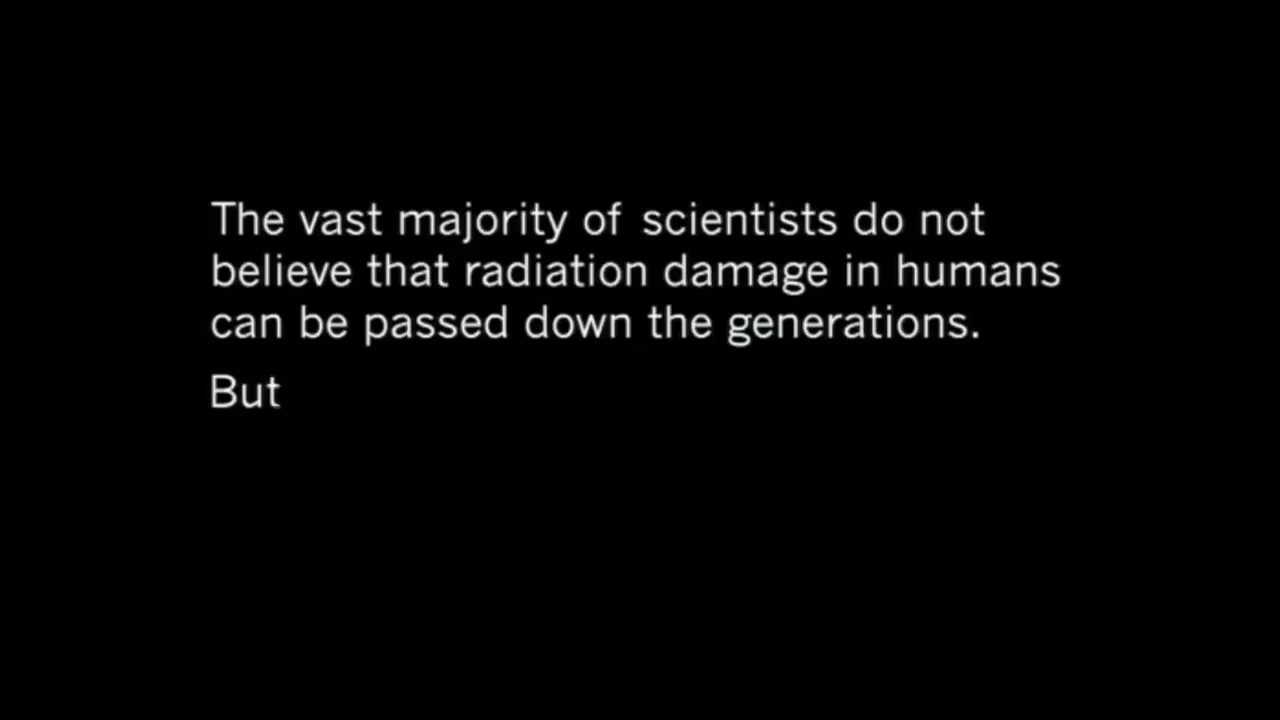 The vast majority of scientists do not
believe that radiation damage in humans
can be passed down the generations.
But